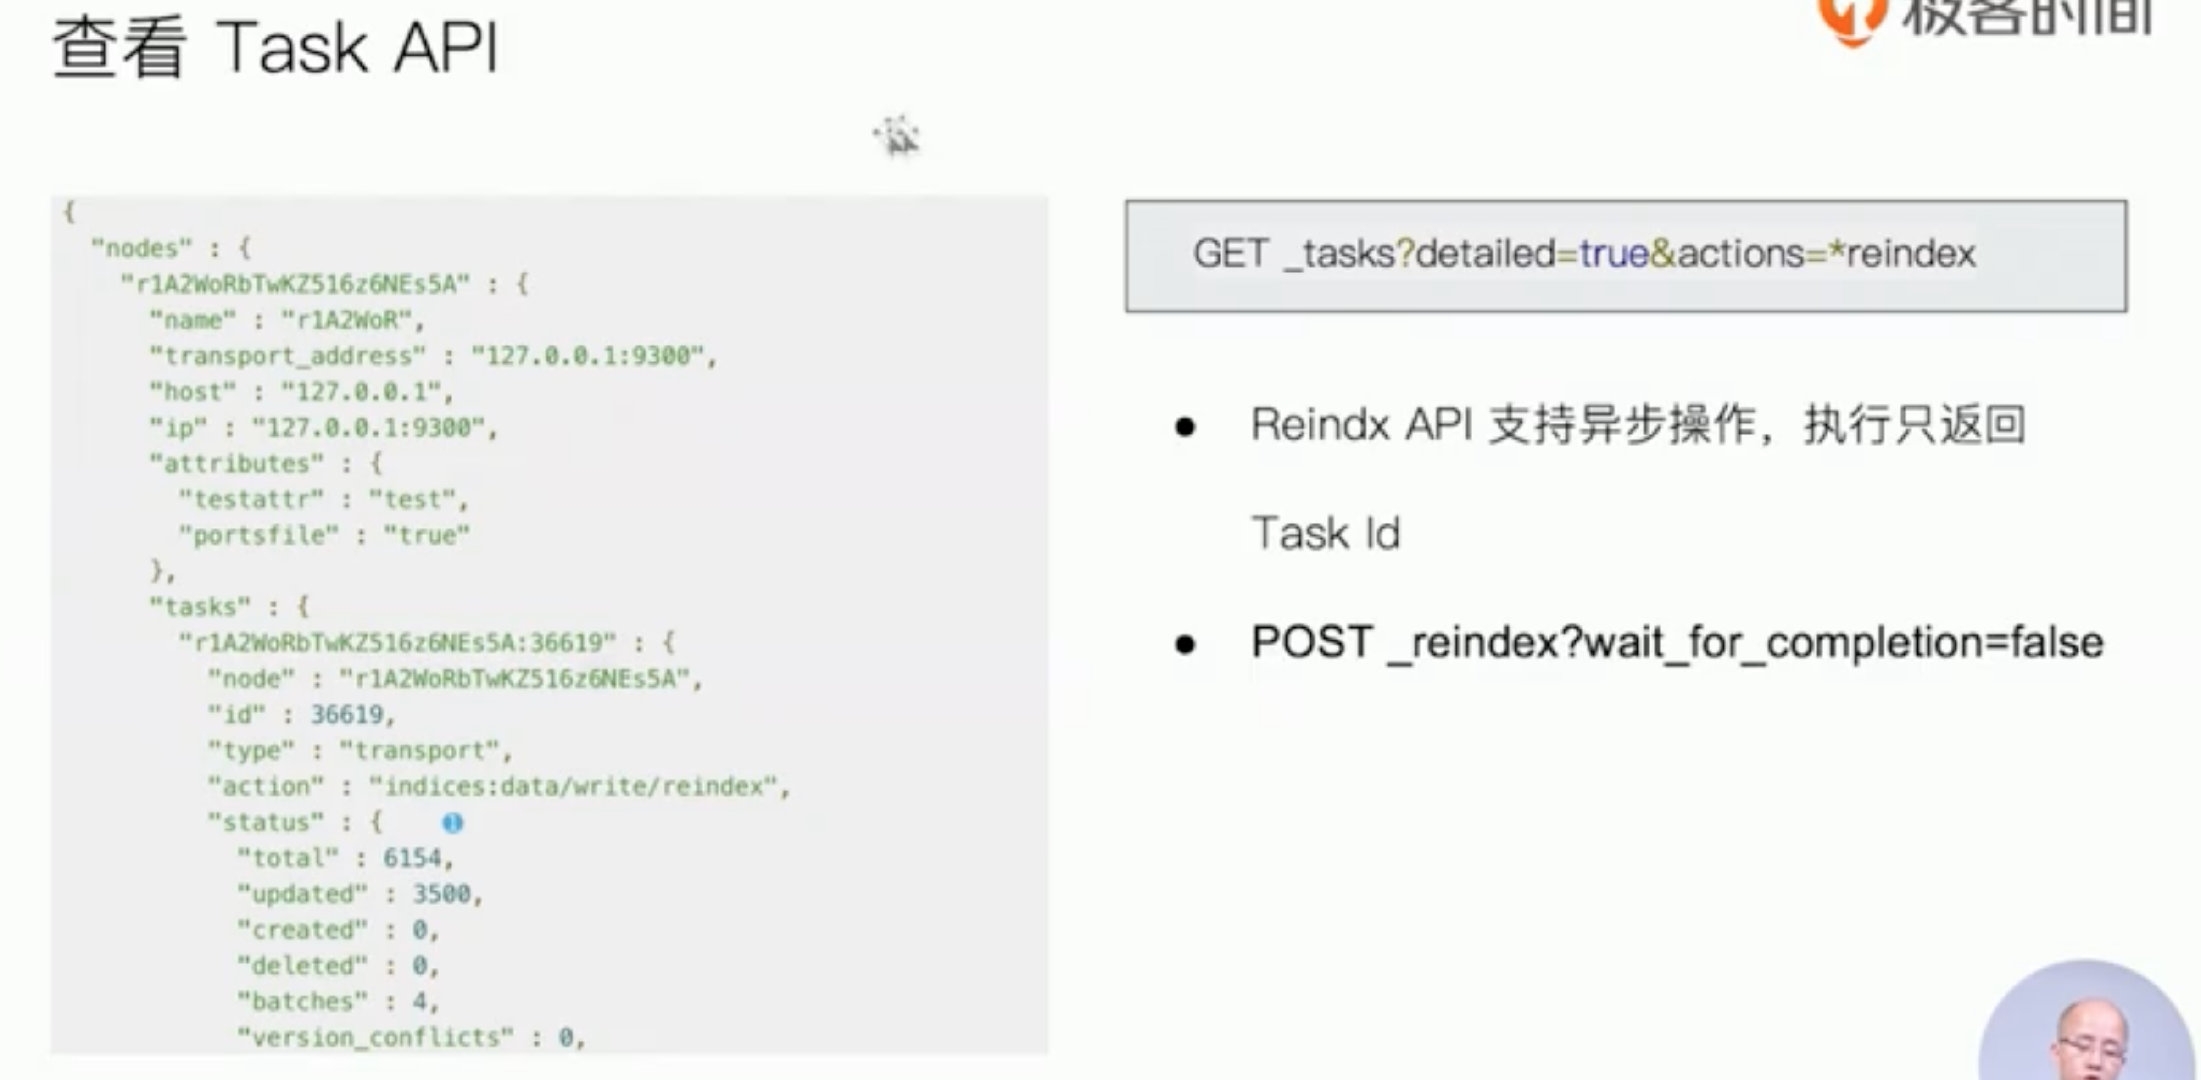 查看 Task API
极客时间
{
"nodes" : {
"r1A2WoRbTwKZ516z6NEs5A" : {
"name" : "r1A2WoR",
"transport_address" : "127.0.0.1:9300",
"host" : "127.0.0.1",
"ip" : "127.0.0.1:9300",
"attributes" : {
"testattr" : "test",
"portsfile" : "true"
},
"tasks" : {
"r1A2WoRbTwKZ516z6NEs5A:36619" : {
"node" : "r1A2WoRbTwKZ516z6NEs5A",
"id" : 36619,
"type" : "transport",
"action" : "indices:data/write/reindex",
"status" : {    1
"total" : 6154,
"updated" : 3500,
"created" : 0,
"deleted" : 0,
"batches" : 4,
"version_conflicts" : 0,
GET _tasks?detailed=true&actions=*reindex
● Reindx API 支持异步操作，执行只返回
Task Id
● POST _reindex?wait_for_completion=false